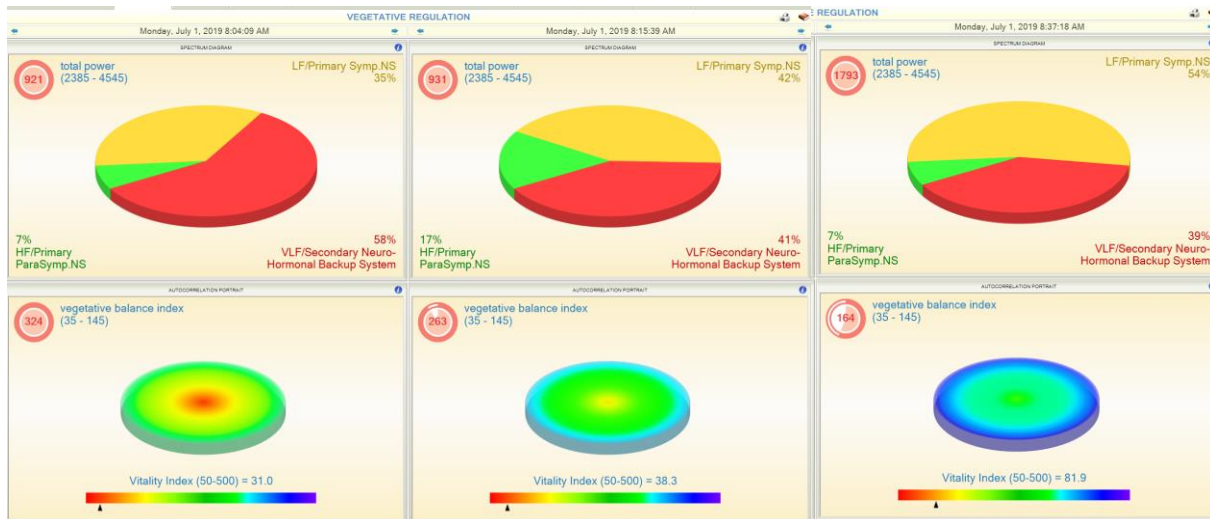 VEGETATIVE REGULATION
Monday, July 1, 2019 8:04:09 AM
SPECTRUM DIAGRAM
921
total power
(2385 - 4545)
LF/Primary Symp.NS
35%
7%
HF/Primary
ParaSymp.NS
58%
VLF/Secondary Neuro-
Hormonal Backup System
AUTOCORRELATION PORTRAIT
324
vegetative balance index
(35 - 145)
Vitality Index (50-500) = 31.0
Monday, July 1, 2019 8:15:39 AM
SPECTRUM DIAGRAM
931
total power
(2385 - 4545)
LF/Primary Symp.NS
42%
17%
HF/Primary
ParaSymp.NS
41%
VLF/Secondary Neuro-
Hormonal Backup System
AUTOCORRELATION PORTRAIT
263
vegetative balance index
(35 - 145)
Vitality Index (50-500) = 38.3
E REGULATION
Monday, July 1, 2019 8:37:18 AM
SPECTRUM DIAGRAM
1793
total power
(2385 - 4545)
LF/Primary Symp.NS
54%
7%
HF/Primary
ParaSymp.NS
39%
VLF/Secondary Neuro-
Hormonal Backup System
AUTOCORRELATION PORTRAIT
164
vegetative balance index
(35 - 145)
Vitality Index (50-500) = 81.9